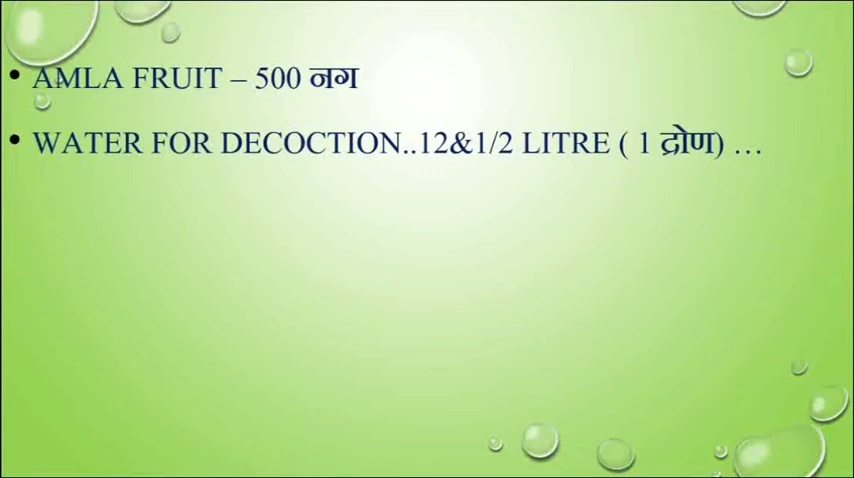 • AMLA FRUIT – 500 नग
• WATER FOR DECOCTION..12&1/2 LITRE ( 1 द्रोण) …